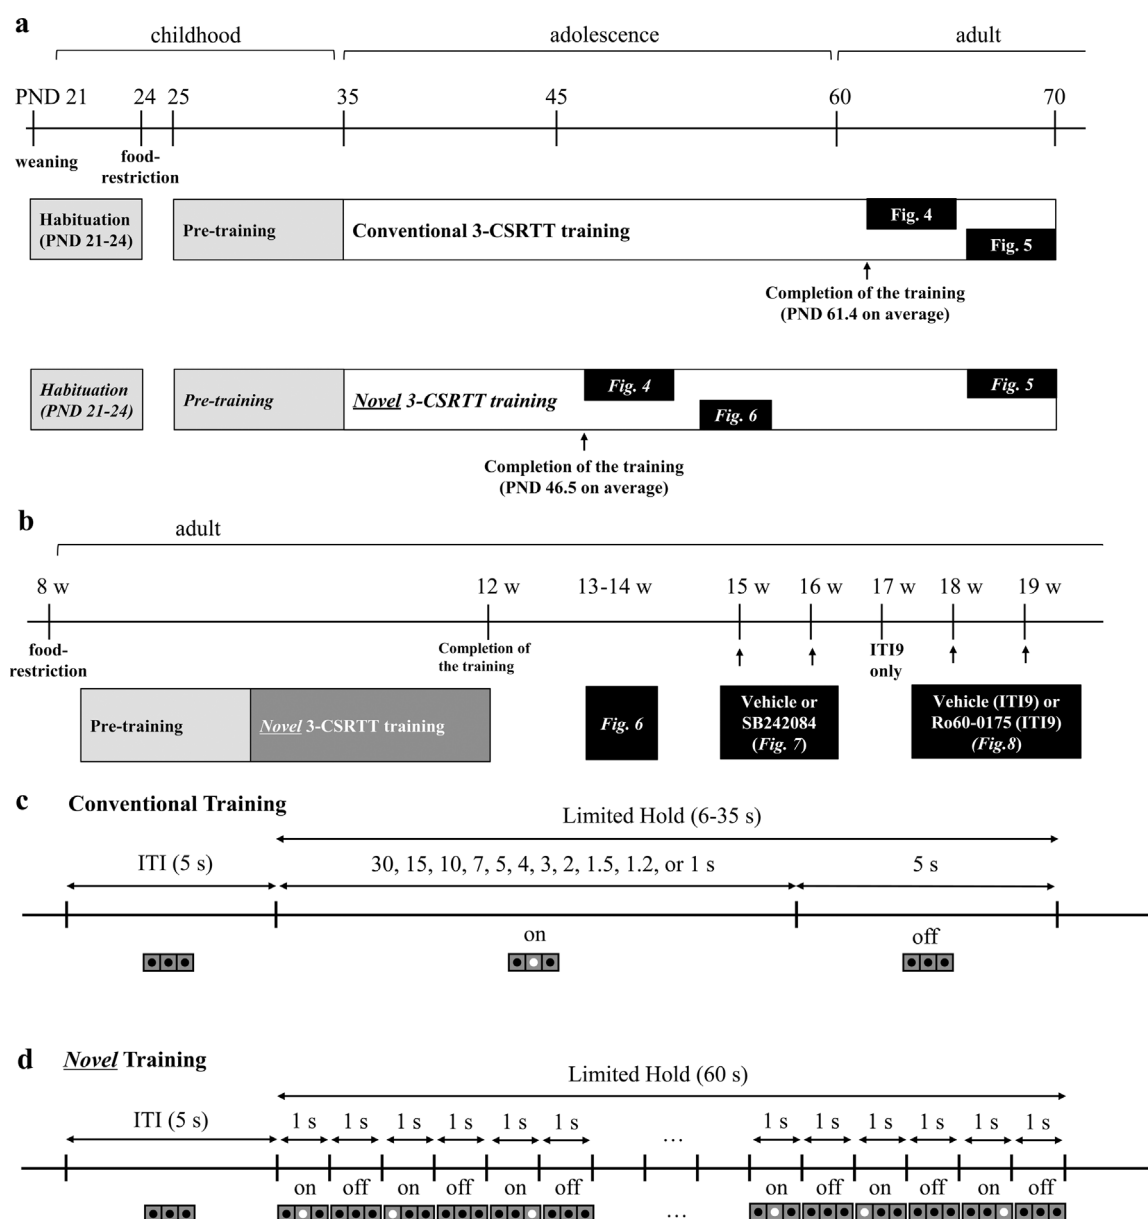 a
childhood
adolescence
adult
PND 21
24
25
35
45
60
70
weaning
food-
restriction
Habituation
(PND 21-24)
Pre-training
Conventional 3-CSRTT training
Fig. 4
Fig. 5
Completion of the training
(PND 61.4 on average)
Habituation
(PND 21-24)
Pre-training
Novel 3-CSRTT training
Fig. 4
Fig. 6
Fig. 5
Completion of the training
(PND 46.5 on average)
b
adult
8 w
12 w
13-14 w
15 w
16 w
17 w
18 w
19 w
food-
restriction
Completion of
the training
ITI9
only
Pre-training
Novel 3-CSRTT training
Fig. 6
Vehicle or
SB242084
(Fig. 7)
Vehicle (ITI9) or
Ro60-0175 (ITI9)
(Fig.8)
c
Conventional Training
Limited Hold (6-35 s)
ITI (5 s)
30, 15, 10, 7, 5, 4, 3, 2, 1.5, 1.2, or 1 s
5 s
on
off
d
Novel Training
Limited Hold (60 s)
ITI (5 s)
1 s
1 s
1 s
1 s
1 s
1 s
...
1 s
1 s
1 s
1 s
1 s
1 s
on
off
on
off
on
off
on
off
on
off
on
off
...